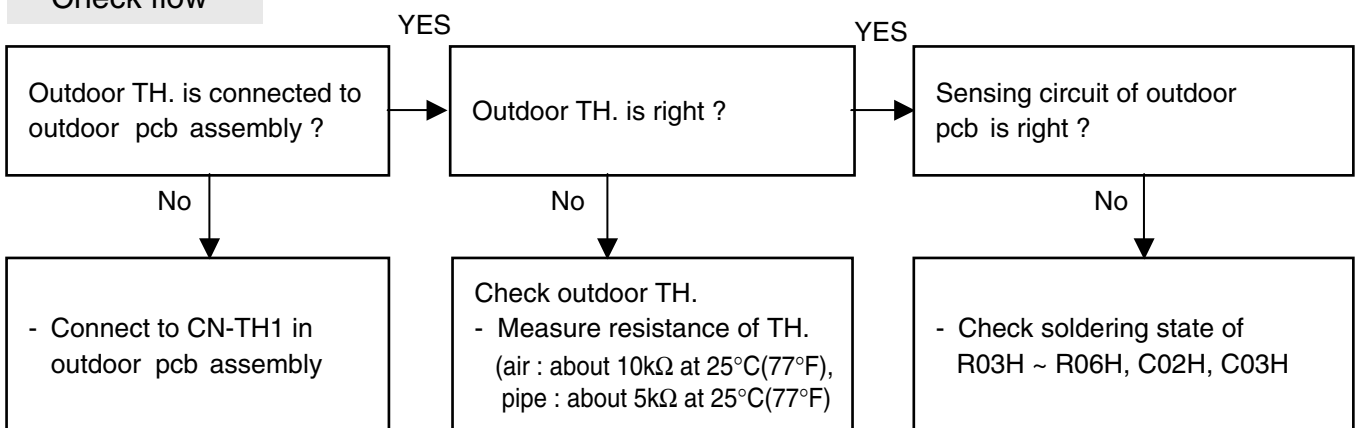 Check flow
YES
YES
Outdoor TH. is connected to
outdoor pcb assembly ?
Outdoor TH. is right ?
Sensing circuit of outdoor
pcb is right ?
No
No
No
- Connect to CN-TH1 in
outdoor pcb assembly
Check outdoor TH.
- Measure resistance of TH.
(air : about 10kΩ at 25°C(77°F),
pipe : about 5kΩ at 25°C(77°F)
- Check soldering state of
R03H ~ R06H, C02H, C03H